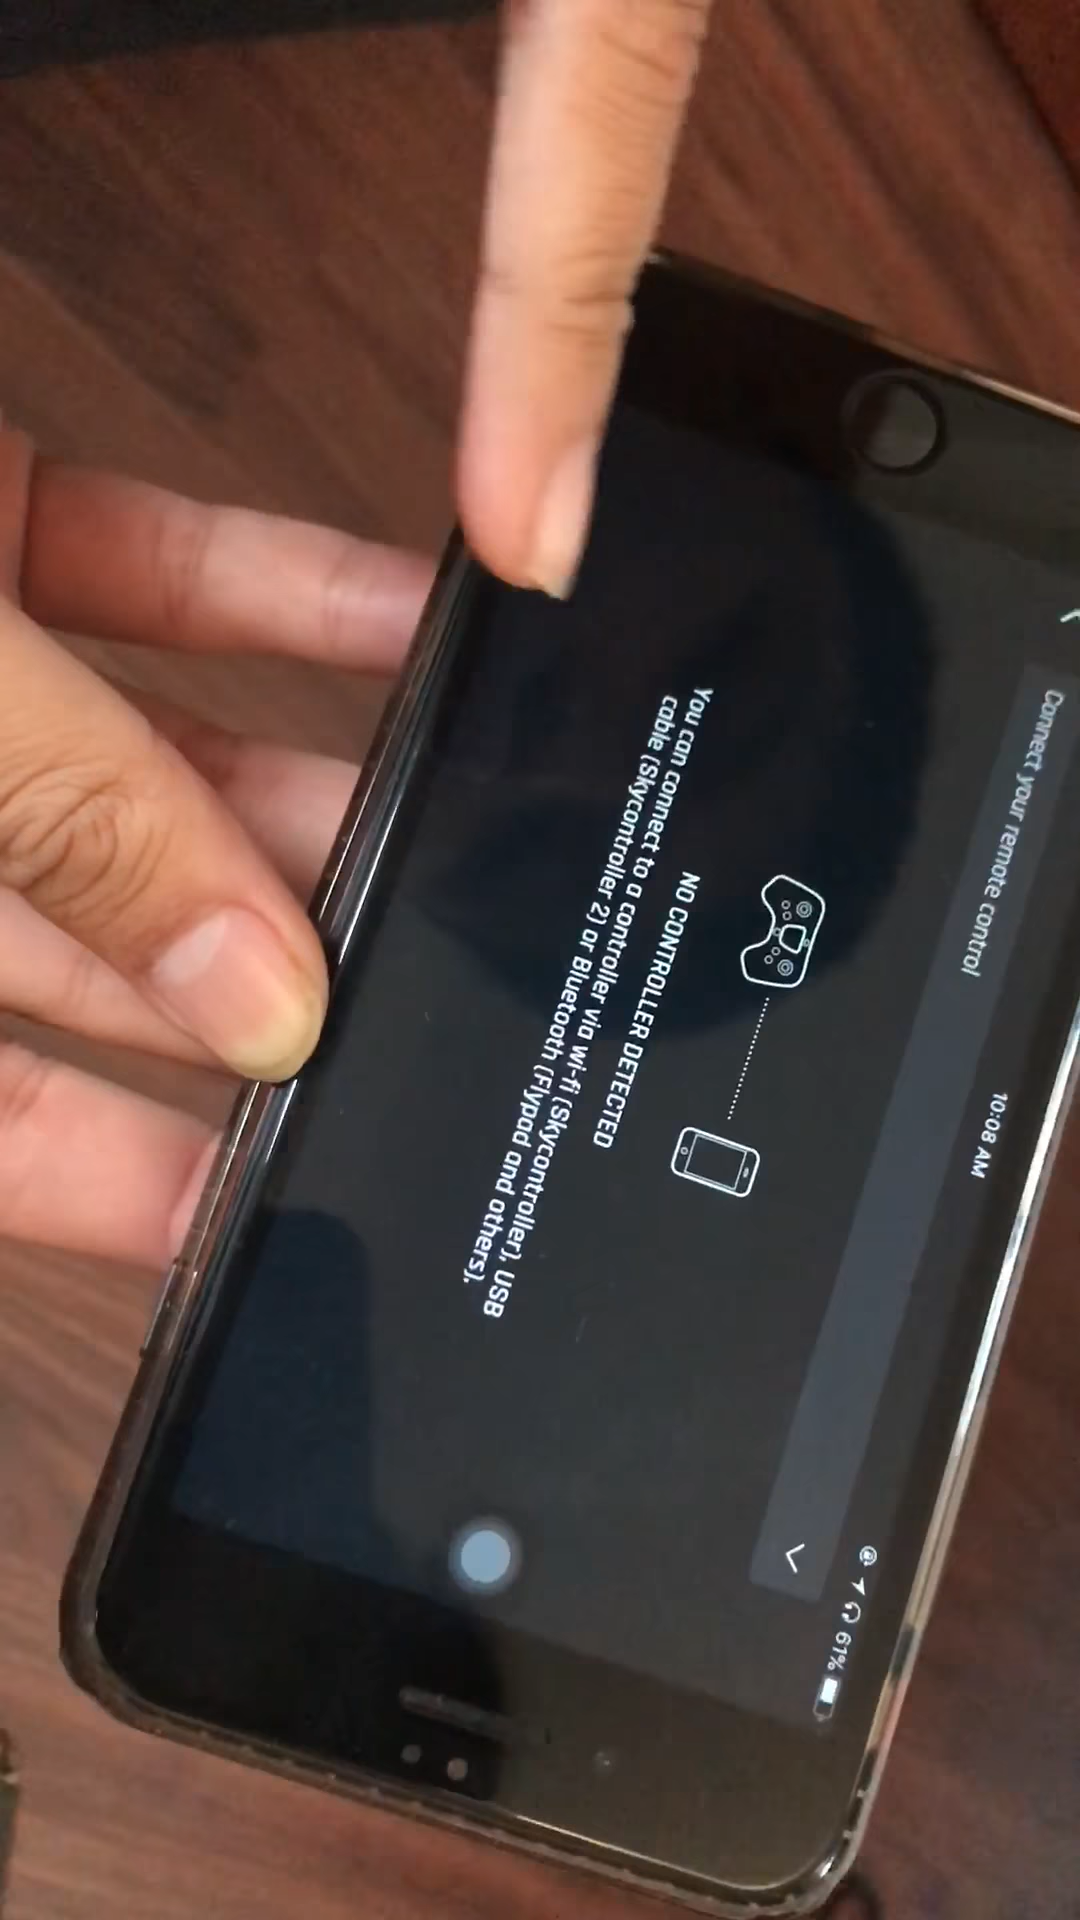 10:08 AM
61%
Connect your remote control
NO CONTROLLER DETECTED
You can connect to a controller via wi-fi (Skycontroller), USB
cable (Skycontroller 2) or Bluetooth (Flypad and others).